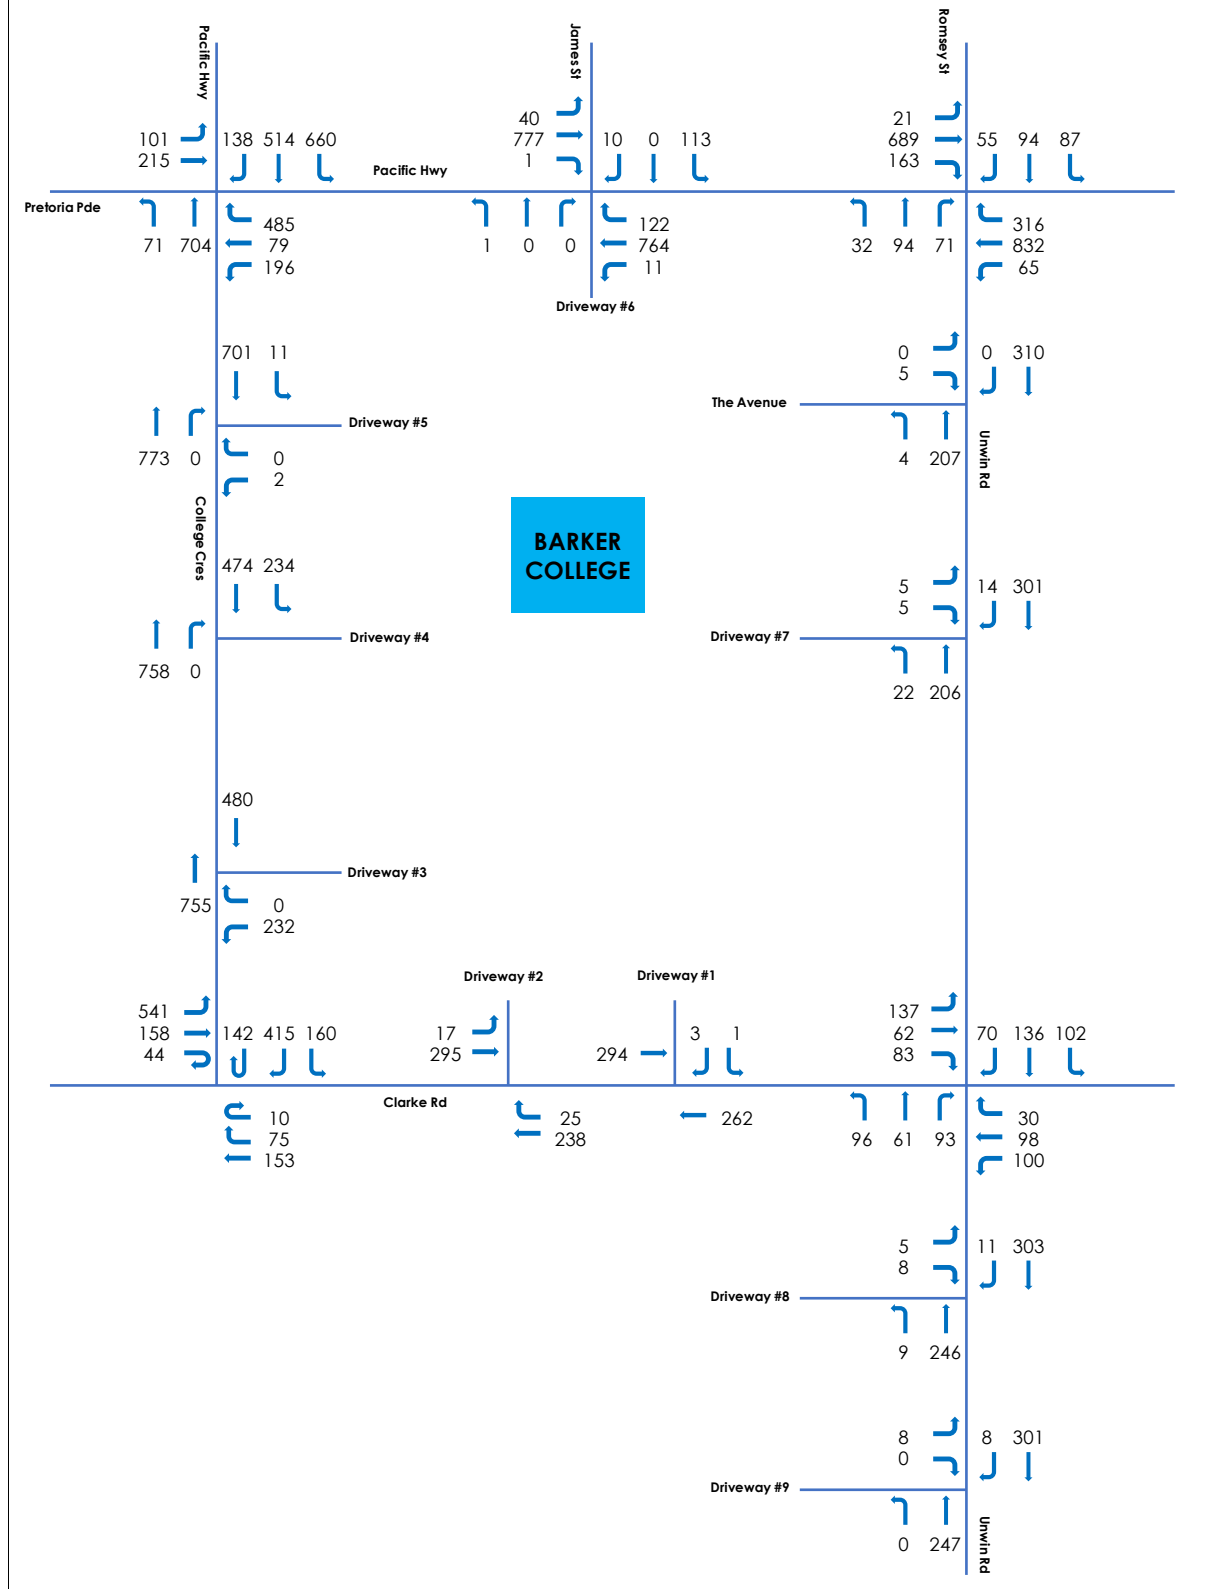 Pacific Hwy
James St
Romsey St
40
21
101 138 514 660
777 10 0 113
689 55 94 87
215
1
163
Pacific Hwy
Pretoria Pde
485
122
316
71 704 79
1 0 0 764
32 94 71 832
196
11
65
Driveway #6
701 11
0 0 310
5
The Avenue
Driveway #5
773 0 0
4 207
Unwin Rd
2
College Cres
BARKER
COLLEGE
474 234
5 14 301
5
Driveway #4
Driveway #7
758 0
22 206
480
Driveway #3
755 0
232
Driveway #2
Driveway #1
541
137
158 142 415 160
17
3 1
62 70 136 102
44
295
294
83
Clarke Rd
10
25
262
30
75
238
96 61 93 98
153
100
5 11 303
8
Driveway #8
9 246
8 8 301
0
Driveway #9
0 247
Unwin Rd